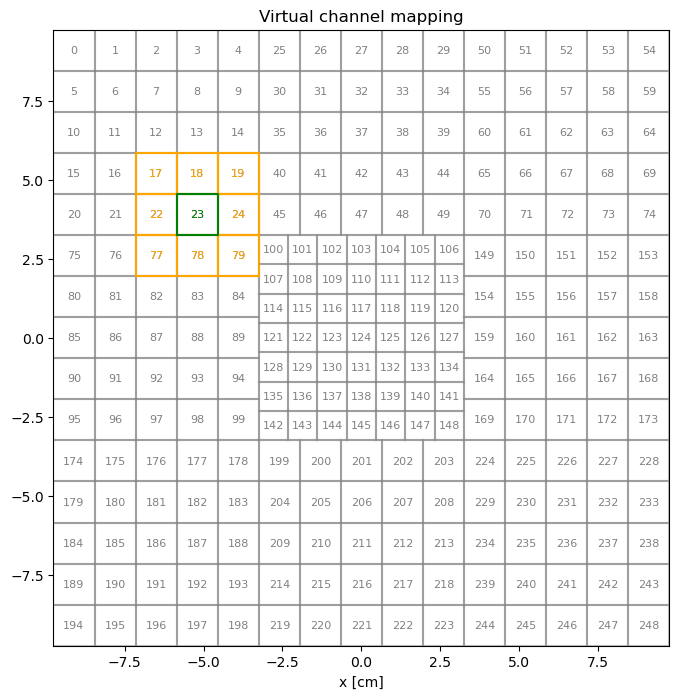 Virtual channel mapping
0 1 2 3 4 25 26 27 28 29 50 51 52 53 54
7.5 5 6 7 8 9 30 31 32 33 34 55 56 57 58 59
10 11 12 13 14 35 36 37 38 39 60 61 62 63 64
5.0 15 16 17 18 19 40 41 42 43 44 65 66 67 68 69
20 21 22 23 24 45 46 47 48 49 70 71 72 73 74
2.5 75 76 77 78 79 100 101 102 103 104 105 106 149 150 151 152 153
107 108 109 110 111 112 113
80 81 82 83 84 114 115 116 117 118 119 120 154 155 156 157 158
0.0 85 86 87 88 89 121 122 123 124 125 126 127 159 160 161 162 163
90 91 92 93 94 128 129 130 131 132 133 134 164 165 166 167 168
135 136 137 138 139 140 141
−2.5 95 96 97 98 99 142 143 144 145 146 147 148 169 170 171 172 173
174 175 176 177 178 199 200 201 202 203 224 225 226 227 228
−5.0 179 180 181 182 183 204 205 206 207 208 229 230 231 232 233
184 185 186 187 188 209 210 211 212 213 234 235 236 237 238
−7.5 189 190 191 192 193 214 215 216 217 218 239 240 241 242 243
194 195 196 197 198 219 220 221 222 223 244 245 246 247 248
−7.5 −5.0 −2.5 0.0 2.5 5.0 7.5
x [cm]